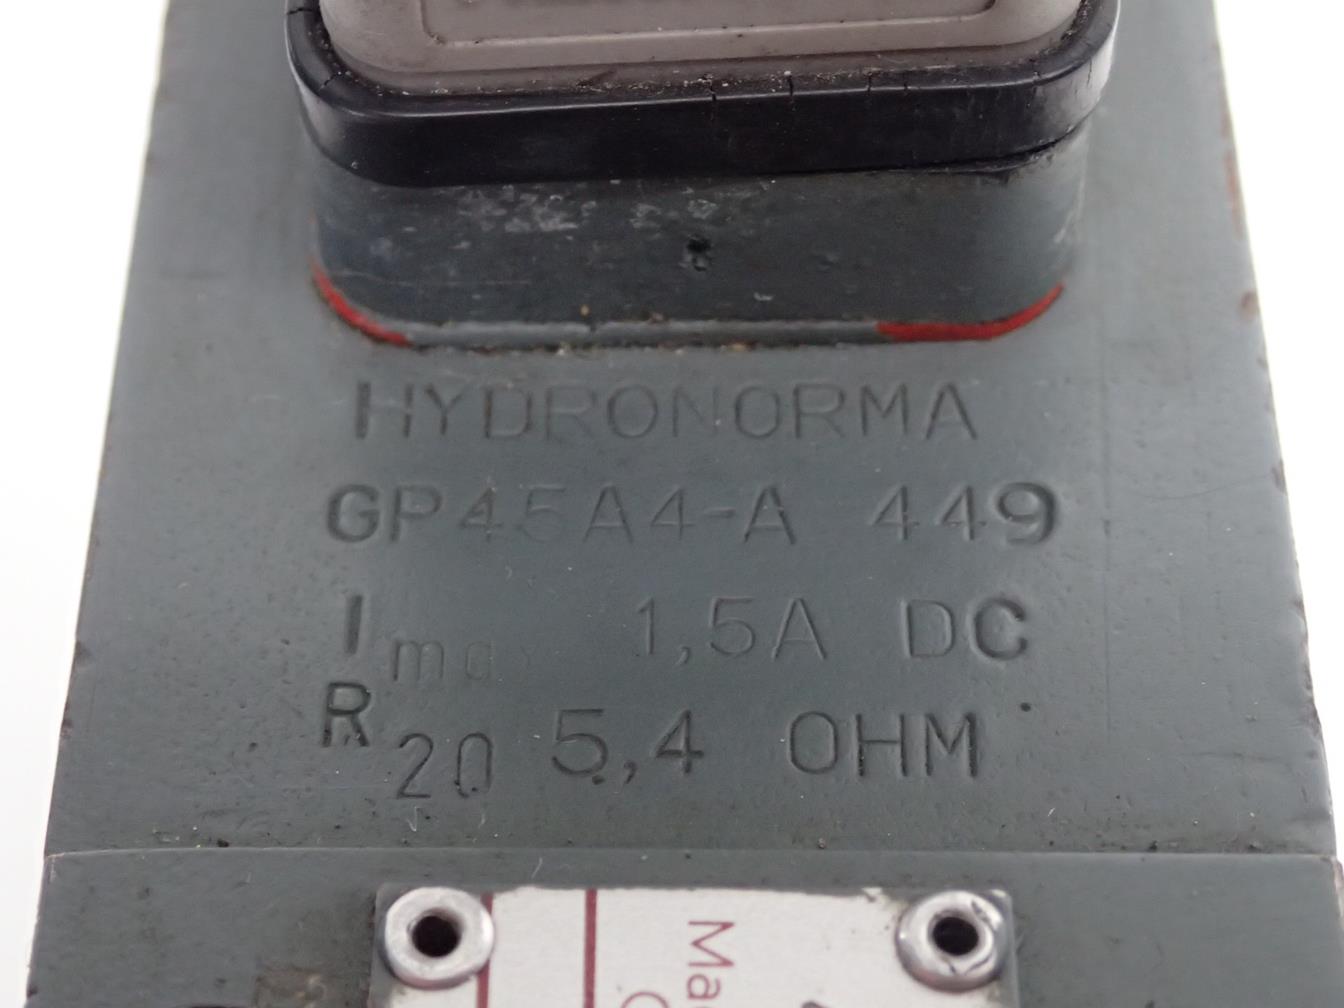 HYDRONORMA
GP45A4-A 449
Imax 1,5A DC
R20 5,4 OHM
Ma